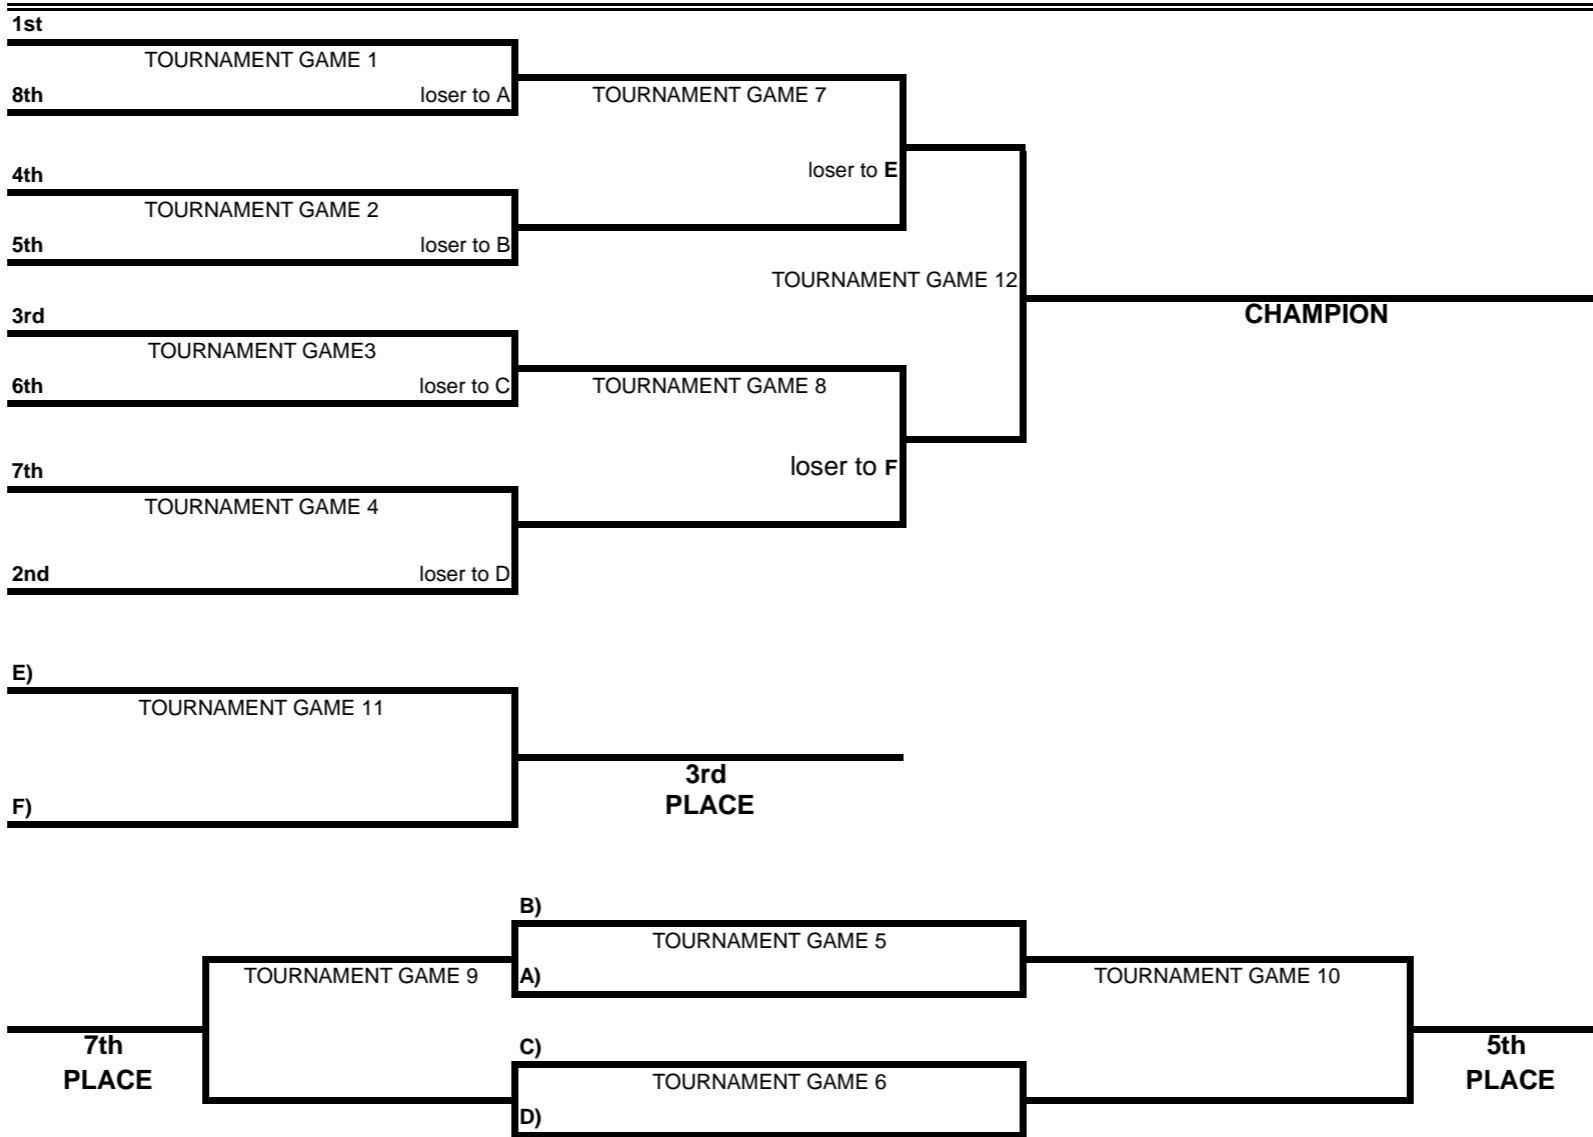 1st
TOURNAMENT GAME 1
8th loser to A
TOURNAMENT GAME 7
4th
loser to E
TOURNAMENT GAME 2
5th loser to B
TOURNAMENT GAME 12
3rd
CHAMPION
TOURNAMENT GAME3
6th loser to C
TOURNAMENT GAME 8
7th
loser to F
TOURNAMENT GAME 4
2nd loser to D
E)
TOURNAMENT GAME 11
3rd
PLACE
F)
B)
TOURNAMENT GAME 5
TOURNAMENT GAME 9
A)
TOURNAMENT GAME 10
7th
PLACE
C)
5th
PLACE
TOURNAMENT GAME 6
D)